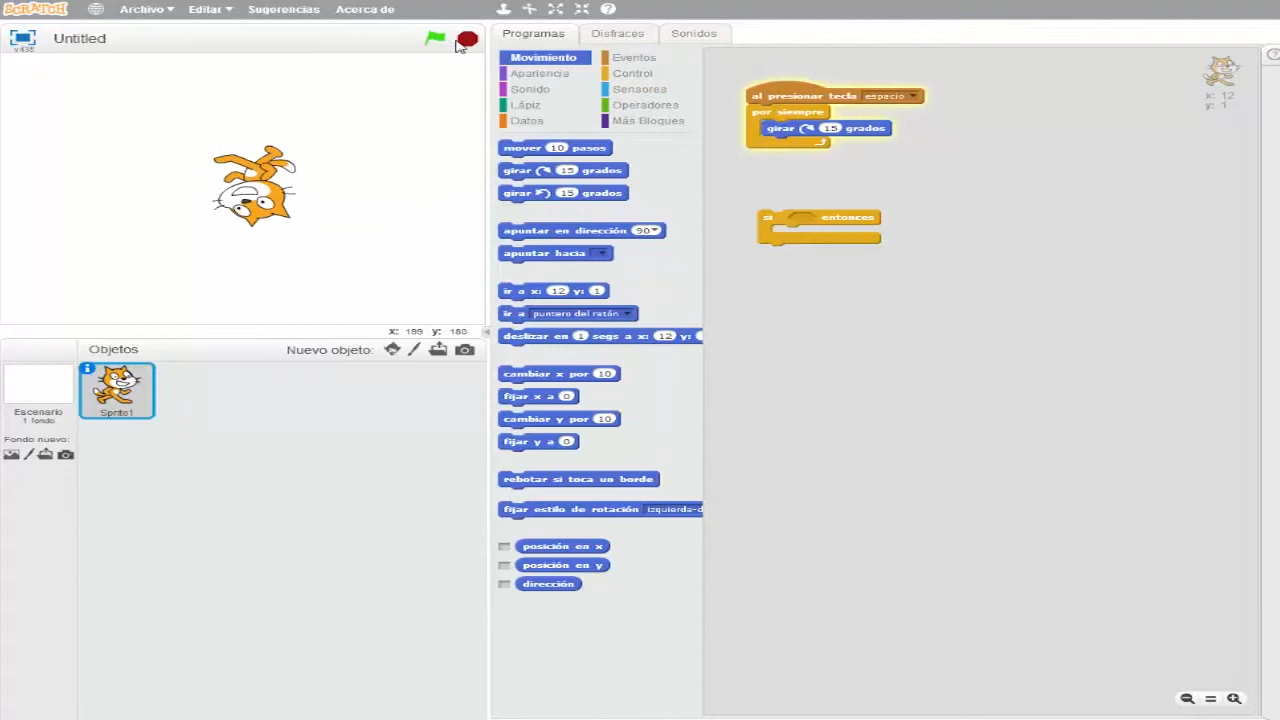 SCRATCH Archivo Editar Sugerencias Acerca de
Untitled
v435
Programas Disfraces Sonidos
Movimiento Eventos
Apariencia Control
Sonido Sensores
Lápiz Operadores
Datos Más Bloques
mover 10 pasos
girar 15 grados
girar 15 grados
apuntar en dirección 90
apuntar hacia
ir a x: 12 y: 1
ir a puntero del ratón
deslizar en 1 segs a x: 12 y:
cambiar x por 10
fijar x a 0
cambiar y por 10
fijar y a 0
rebotar si toca un borde
fijar estilo de rotación izquierda-d
posición en x
posición en y
dirección
al presionar tecla espacio
por siempre
girar 15 grados
si entonces
x: 12
y: 1
x: 199 y: 180
Objetos Nuevo objeto:
Sprite1
Escenario
1 fondo
Fondo nuevo: